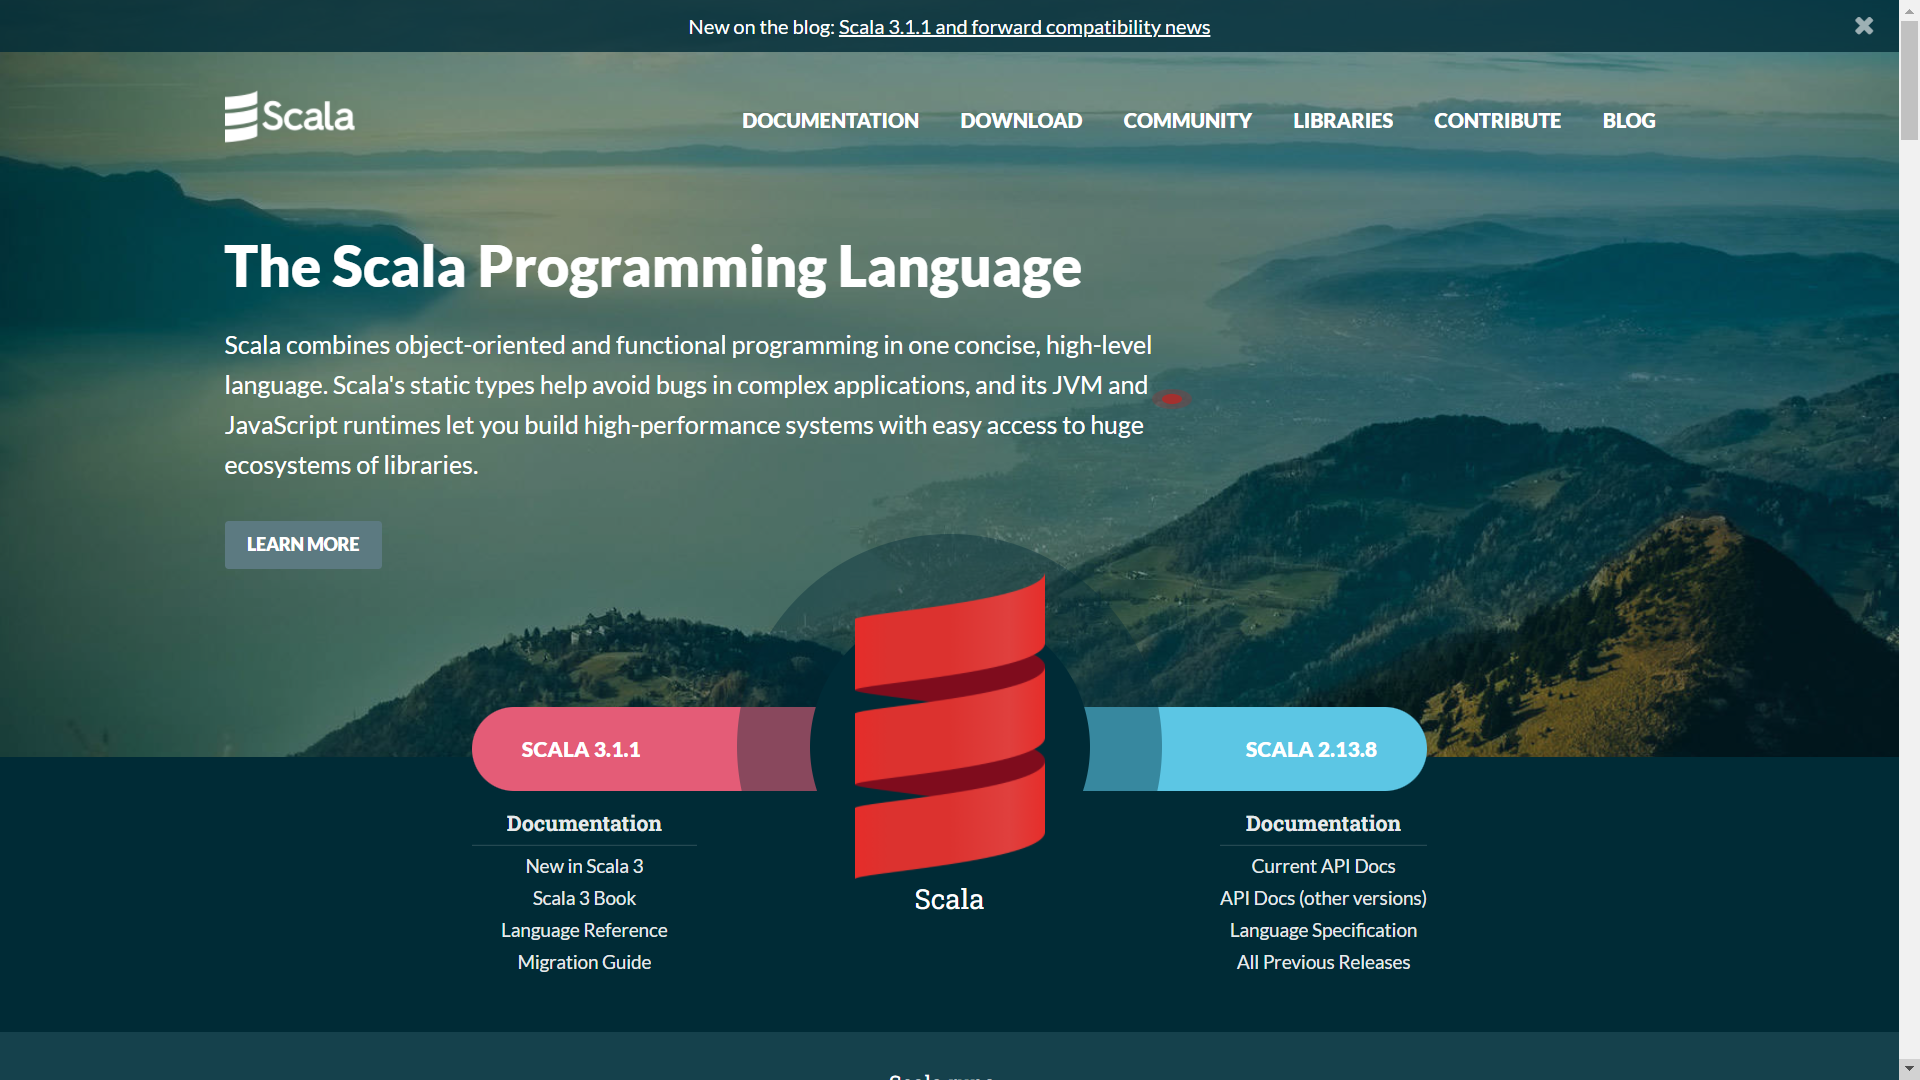 New on the blog: Scala 3.1.1 and forward compatibility news
Scala
DOCUMENTATION
DOWNLOAD
COMMUNITY
LIBRARIES
CONTRIBUTE
BLOG
The Scala Programming Language
Scala combines object-oriented and functional programming in one concise, high-level
language. Scala's static types help avoid bugs in complex applications, and its JVM and
JavaScript runtimes let you build high-performance systems with easy access to huge
ecosystems of libraries.
LEARN MORE
SCALA 3.1.1
Documentation
New in Scala 3
Scala 3 Book
Language Reference
Migration Guide
Scala
SCALA 2.13.8
Documentation
Current API Docs
API Docs (other versions)
Language Specification
All Previous Releases